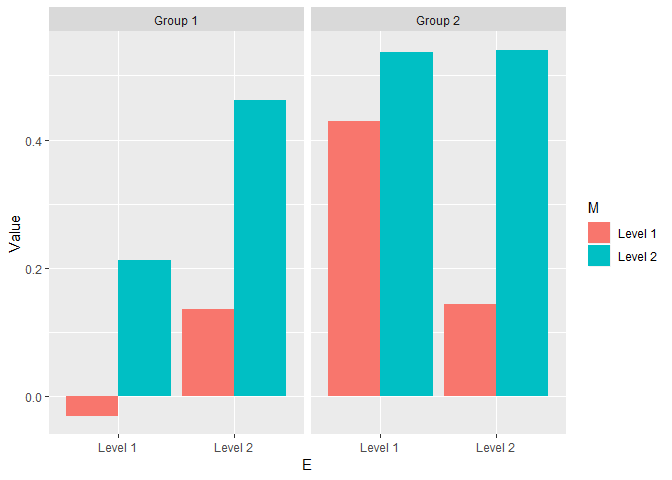 Group 1
Group 2
Value
0.4
0.2
0.0
Level 1
Level 2
Level 1
Level 2
E
M
Level 1
Level 2